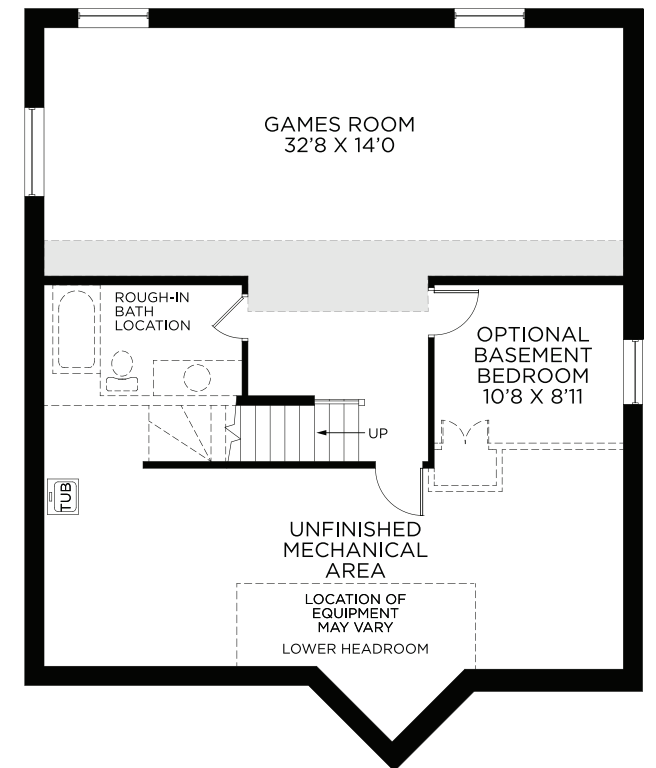 GAMES ROOM
32'8 X 14'0
ROUGH-IN
BATH
LOCATION
OPTIONAL
BASEMENT
BEDROOM
10'8 X 8'11
UP
TUB
UNFINISHED
MECHANICAL
AREA
LOCATION OF
EQUIPMENT
MAY VARY
LOWER HEADROOM